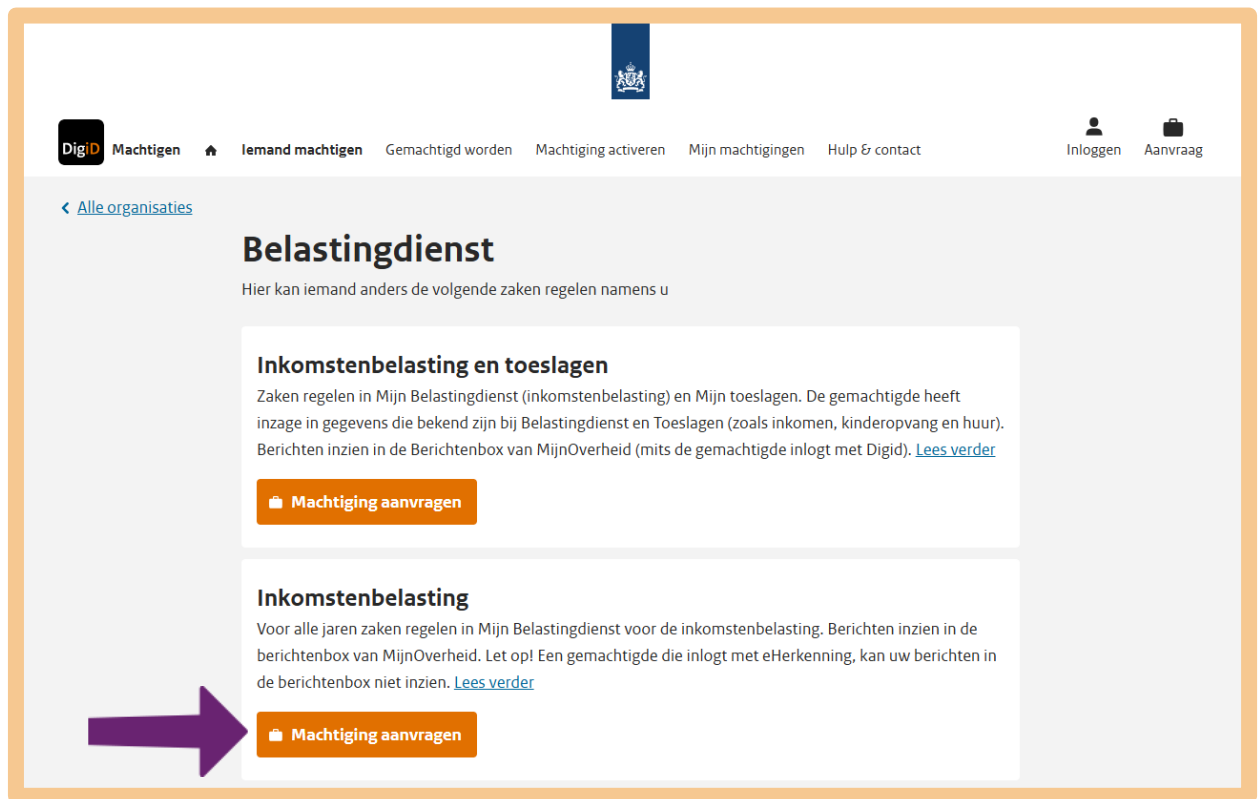 DigiD Machtigen Iemand machtigen Gemachtigd worden Machtiging activeren Mijn machtigingen Hulp & contact Inloggen Aanvraag
Alle organisaties
Belastingdienst
Hier kan iemand anders de volgende zaken regelen namens u
Inkomstenbelasting en toeslagen
Zaken regelen in Mijn Belastingdienst (inkomstenbelasting) en Mijn toeslagen. De gemachtigde heeft
inzage in gegevens die bekend zijn bij Belastingdienst en Toeslagen (zoals inkomen, kinderopvang en huur).
Berichten inzien in de Berichtenbox van MijnOverheid (mits de gemachtigde inlogt met Digid). Lees verder
Machtiging aanvragen
Inkomstenbelasting
Voor alle jaren zaken regelen in Mijn Belastingdienst voor de inkomstenbelasting. Berichten inzien in de
berichtenbox van MijnOverheid. Let op! Een gemachtigde die inlogt met eHerkenning, kan uw berichten in
de berichtenbox niet inzien. Lees verder
Machtiging aanvragen